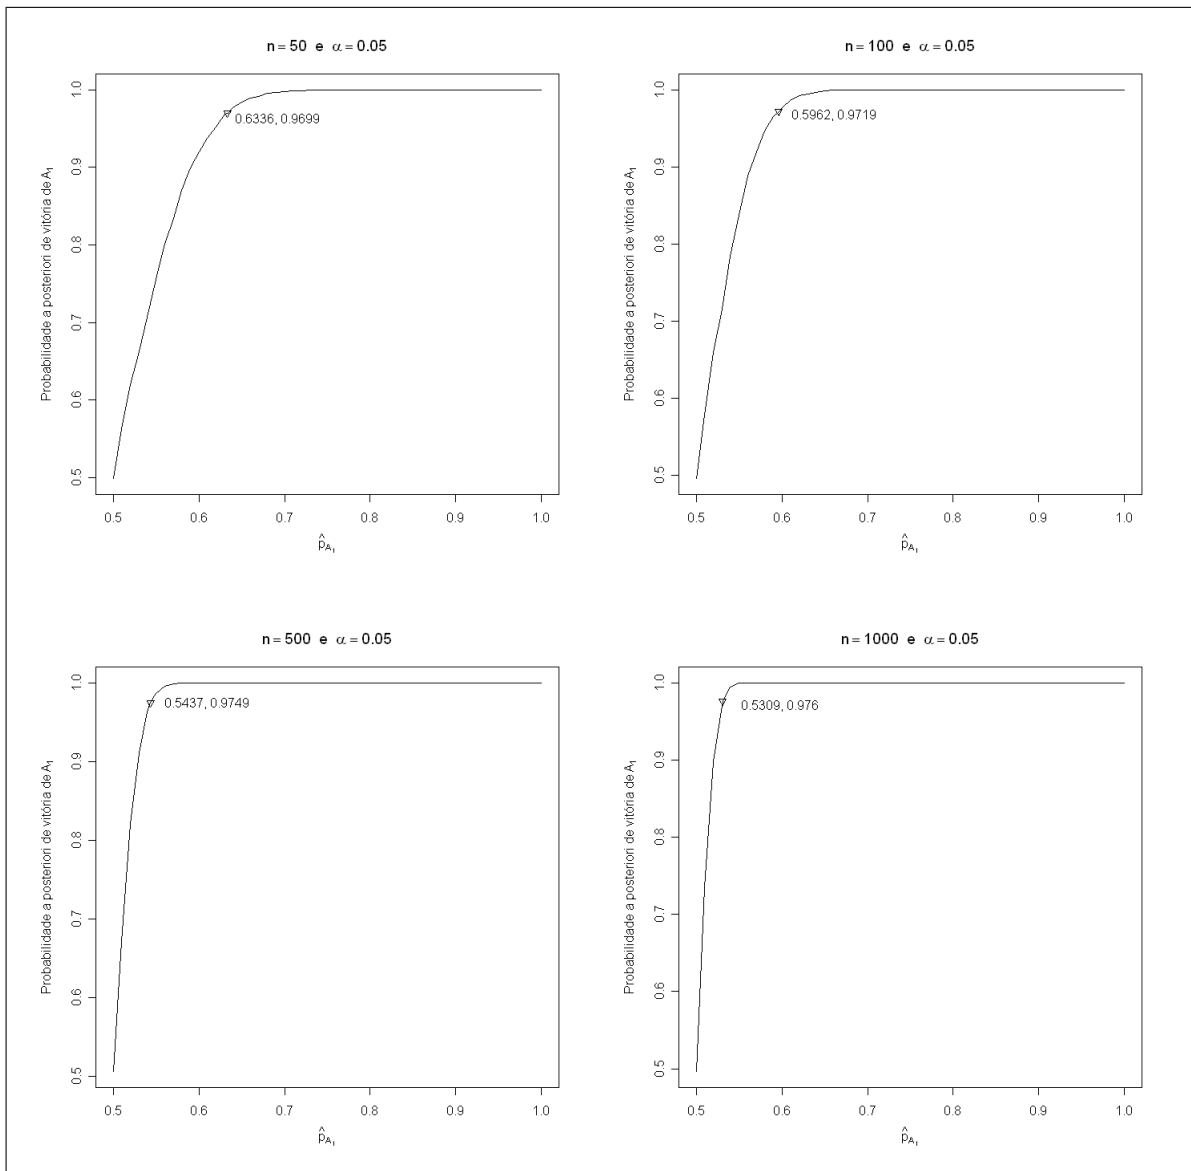 n = 50 e α = 0.05
Probabilidade a posteriori de vitória de A₁
1.0
0.9
0.8
0.7
0.6
0.5
0.6336, 0.9699
0.5 0.6 0.7 0.8 0.9 1.0
p̂_A₁
n = 100 e α = 0.05
Probabilidade a posteriori de vitória de A₁
1.0
0.9
0.8
0.7
0.6
0.5
0.5962, 0.9719
0.5 0.6 0.7 0.8 0.9 1.0
p̂_A₁
n = 500 e α = 0.05
Probabilidade a posteriori de vitória de A₁
1.0
0.9
0.8
0.7
0.6
0.5
0.5437, 0.9749
0.5 0.6 0.7 0.8 0.9 1.0
p̂_A₁
n = 1000 e α = 0.05
Probabilidade a posteriori de vitória de A₁
1.0
0.9
0.8
0.7
0.6
0.5
0.5309, 0.976
0.5 0.6 0.7 0.8 0.9 1.0
p̂_A₁